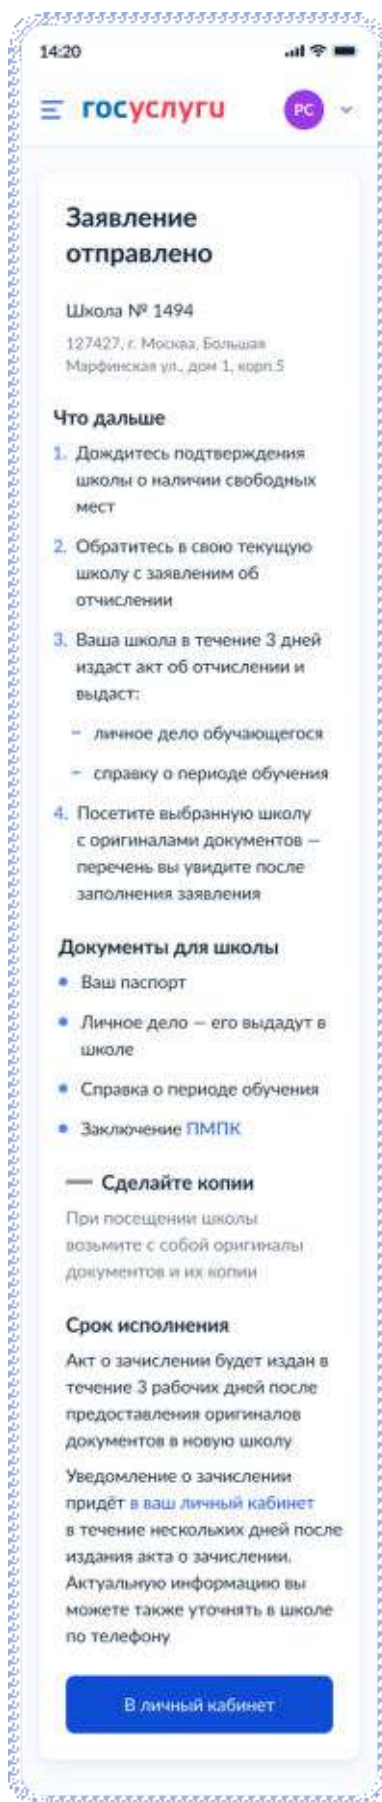 14:20
госуслуги
РС
Заявление
отправлено
Школа № 1494
127427, г. Москва, Большая
Марфинская ул., дом 1, корп.5
Что дальше
1. Дождитесь подтверждения
школы о наличии свободных
мест
2. Обратитесь в свою текущую
школу с заявленим об
отчислении
3. Ваша школа в течение 3 дней
издаст акт об отчислении и
выдаст:
– личное дело обучающегося
– справку о периоде обучения
4. Посетите выбранную школу
с оригиналами документов —
перечень вы увидите после
заполнения заявления
Документы для школы
• Ваш паспорт
• Личное дело — его выдадут в
школе
• Справка о периоде обучения
• Заключение ПМПК
— Сделайте копии
При посещении школы
возьмите с собой оригиналы
документов и их копии
Срок исполнения
Акт о зачислении будет издан в
течение 3 рабочих дней после
предоставления оригиналов
документов в новую школу
Уведомление о зачислении
придёт в ваш личный кабинет
в течение нескольких дней после
издания акта о зачислении.
Актуальную информацию вы
можете также уточнять в школе
по телефону
В личный кабинет